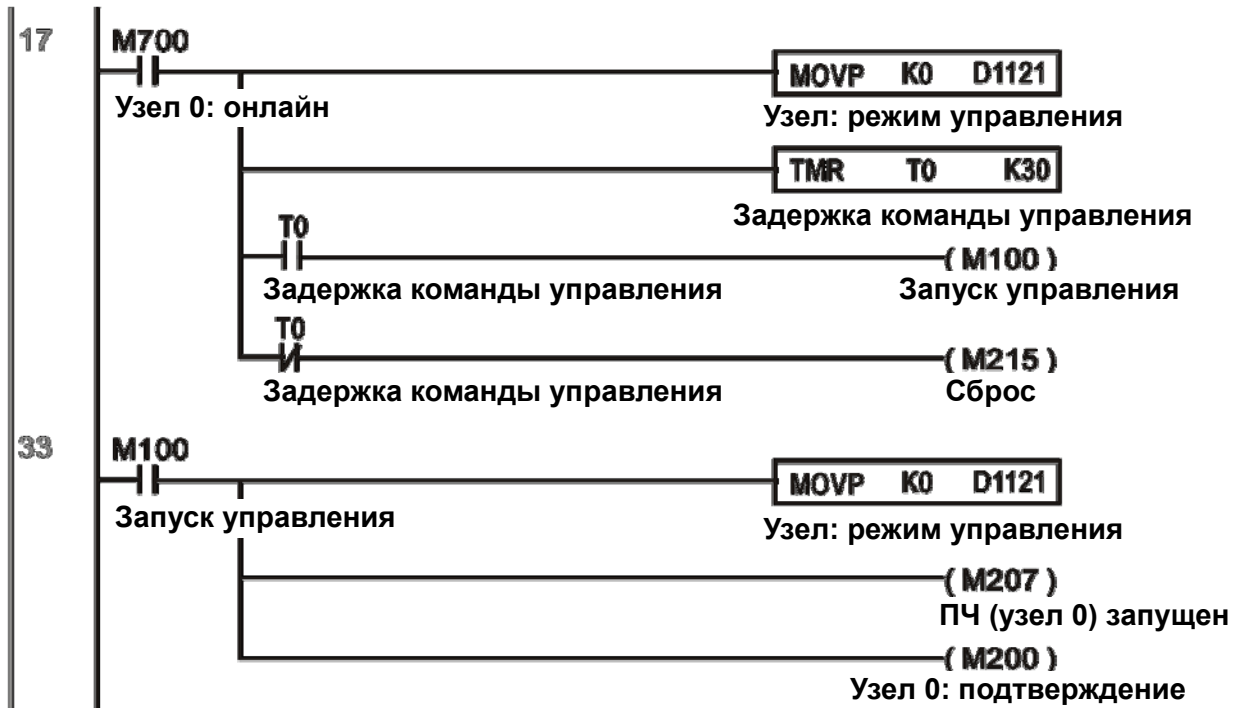 17
M700
MOVP K0 D1121
Узел 0: онлайн
Узел: режим управления
TMR T0 K30
Задержка команды управления
T0
( M100 )
Задержка команды управления
Запуск управления
T0
( M215 )
Задержка команды управления
Сброс
33
M100
MOVP K0 D1121
Запуск управления
Узел: режим управления
( M207 )
ПЧ (узел 0) запущен
( M200 )
Узел 0: подтверждение